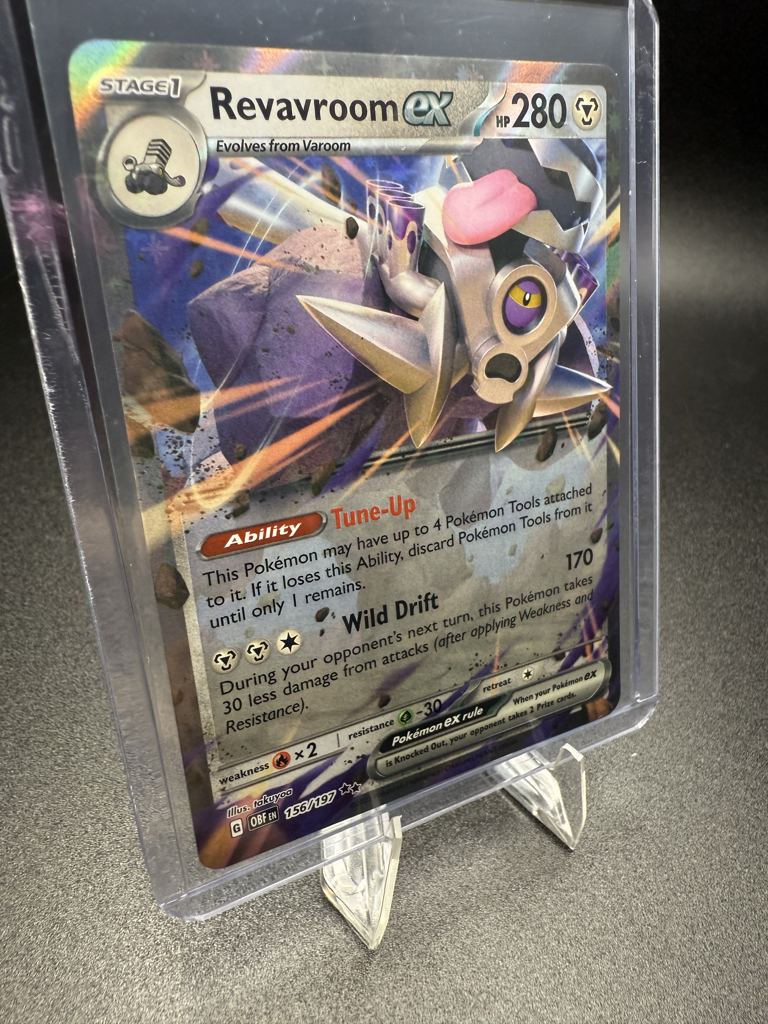 STAGE1
Revavroom ex
HP 280
Evolves from Varoom
Ability Tune-Up
This Pokémon may have up to 4 Pokémon Tools attached
to it. If it loses this Ability, discard Pokémon Tools from it
until only 1 remains.
Wild Drift 170
During your opponent's next turn, this Pokémon takes
30 less damage from attacks (after applying Weakness and
Resistance).
weakness ×2 resistance -30 retreat
Pokémon ex rule When your Pokémon ex
is Knocked Out, your opponent takes 2 Prize cards.
Illus. takuyoa
G OBF EN 156/197